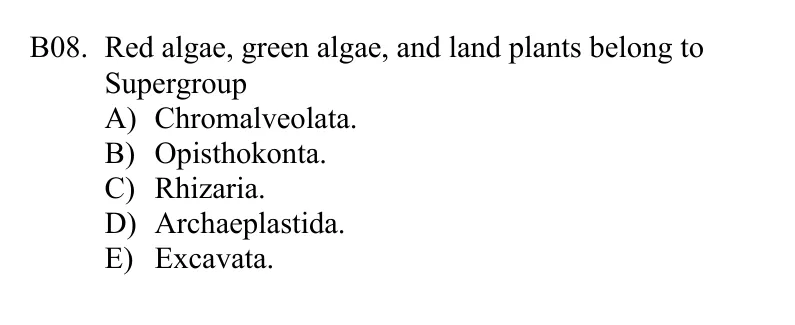 B08. Red algae, green algae, and land plants belong to
Supergroup
A) Chromalveolata.
B) Opisthokonta.
C) Rhizaria.
D) Archaeplastida.
E) Excavata.